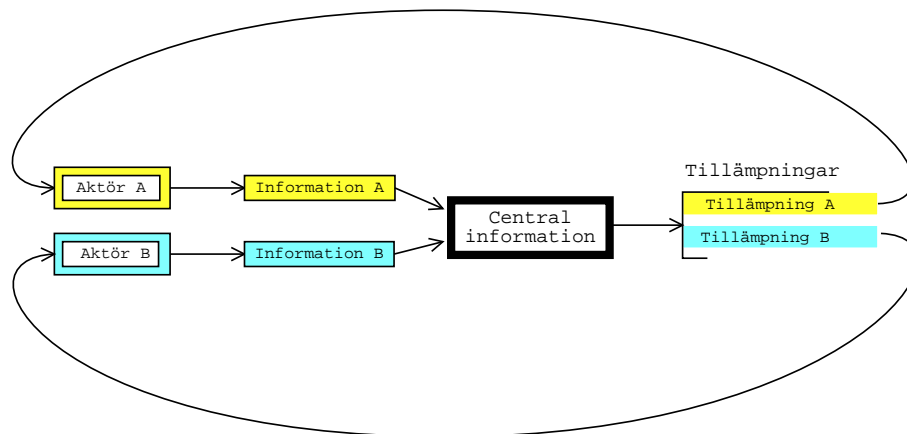 Tillämpningar
Aktör A
Information A
Tillämpning A
Central
information
Aktör B
Information B
Tillämpning B